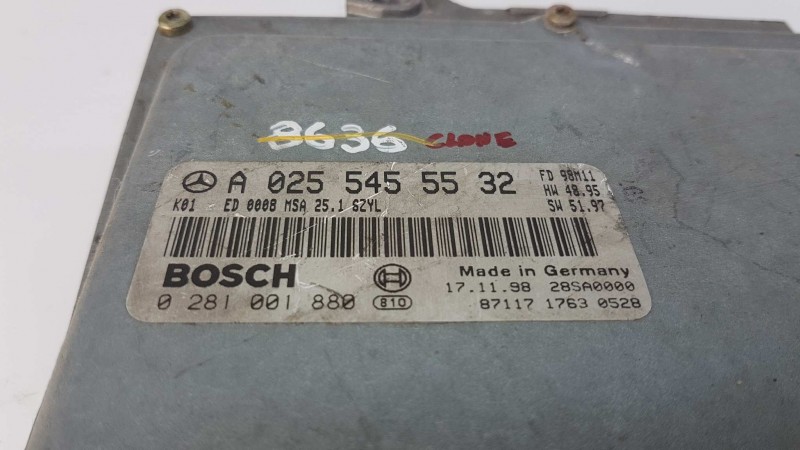 8636 CLONE
A 025 545 55 32 FD 98M11
HW 48.95
K01 ED 0008 MSA 25.1 6ZYL SW 51.97
BOSCH Made in Germany
17.11.98 28SA0000
0 281 001 880 810 87117 1763 0528